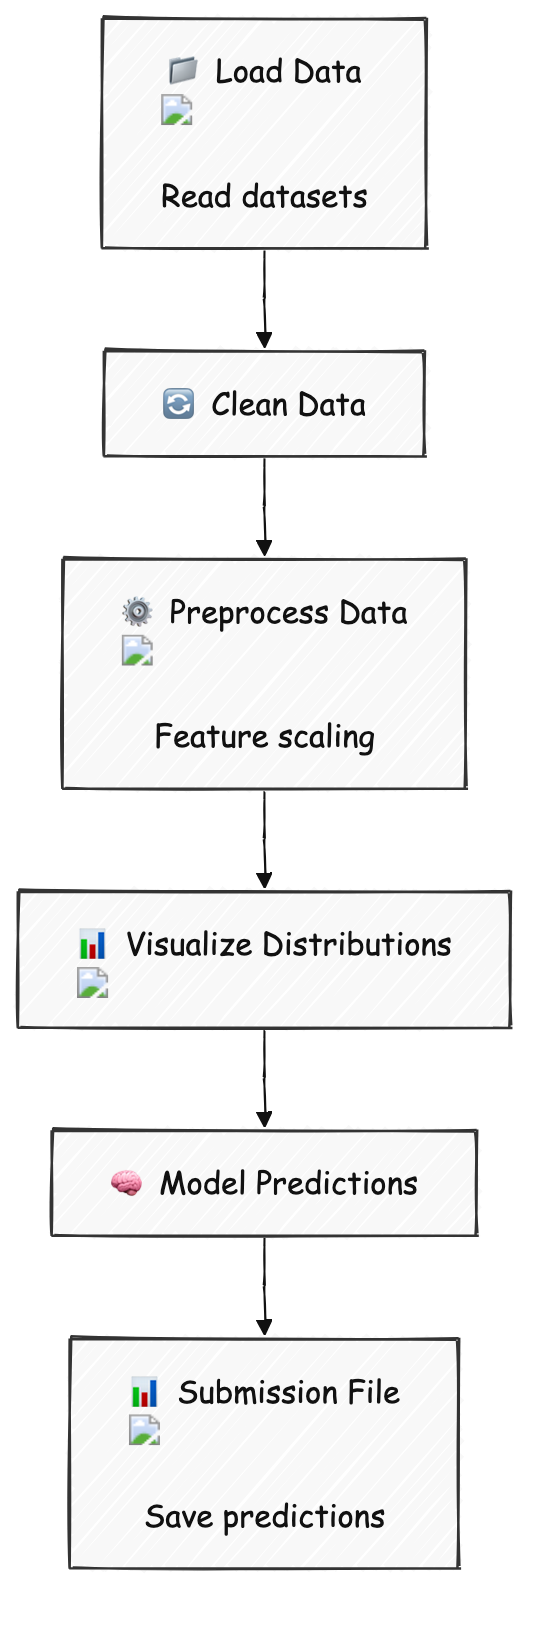 Load Data
Read datasets
Clean Data
Preprocess Data
Feature scaling
Visualize Distributions
Model Predictions
Submission File
Save predictions